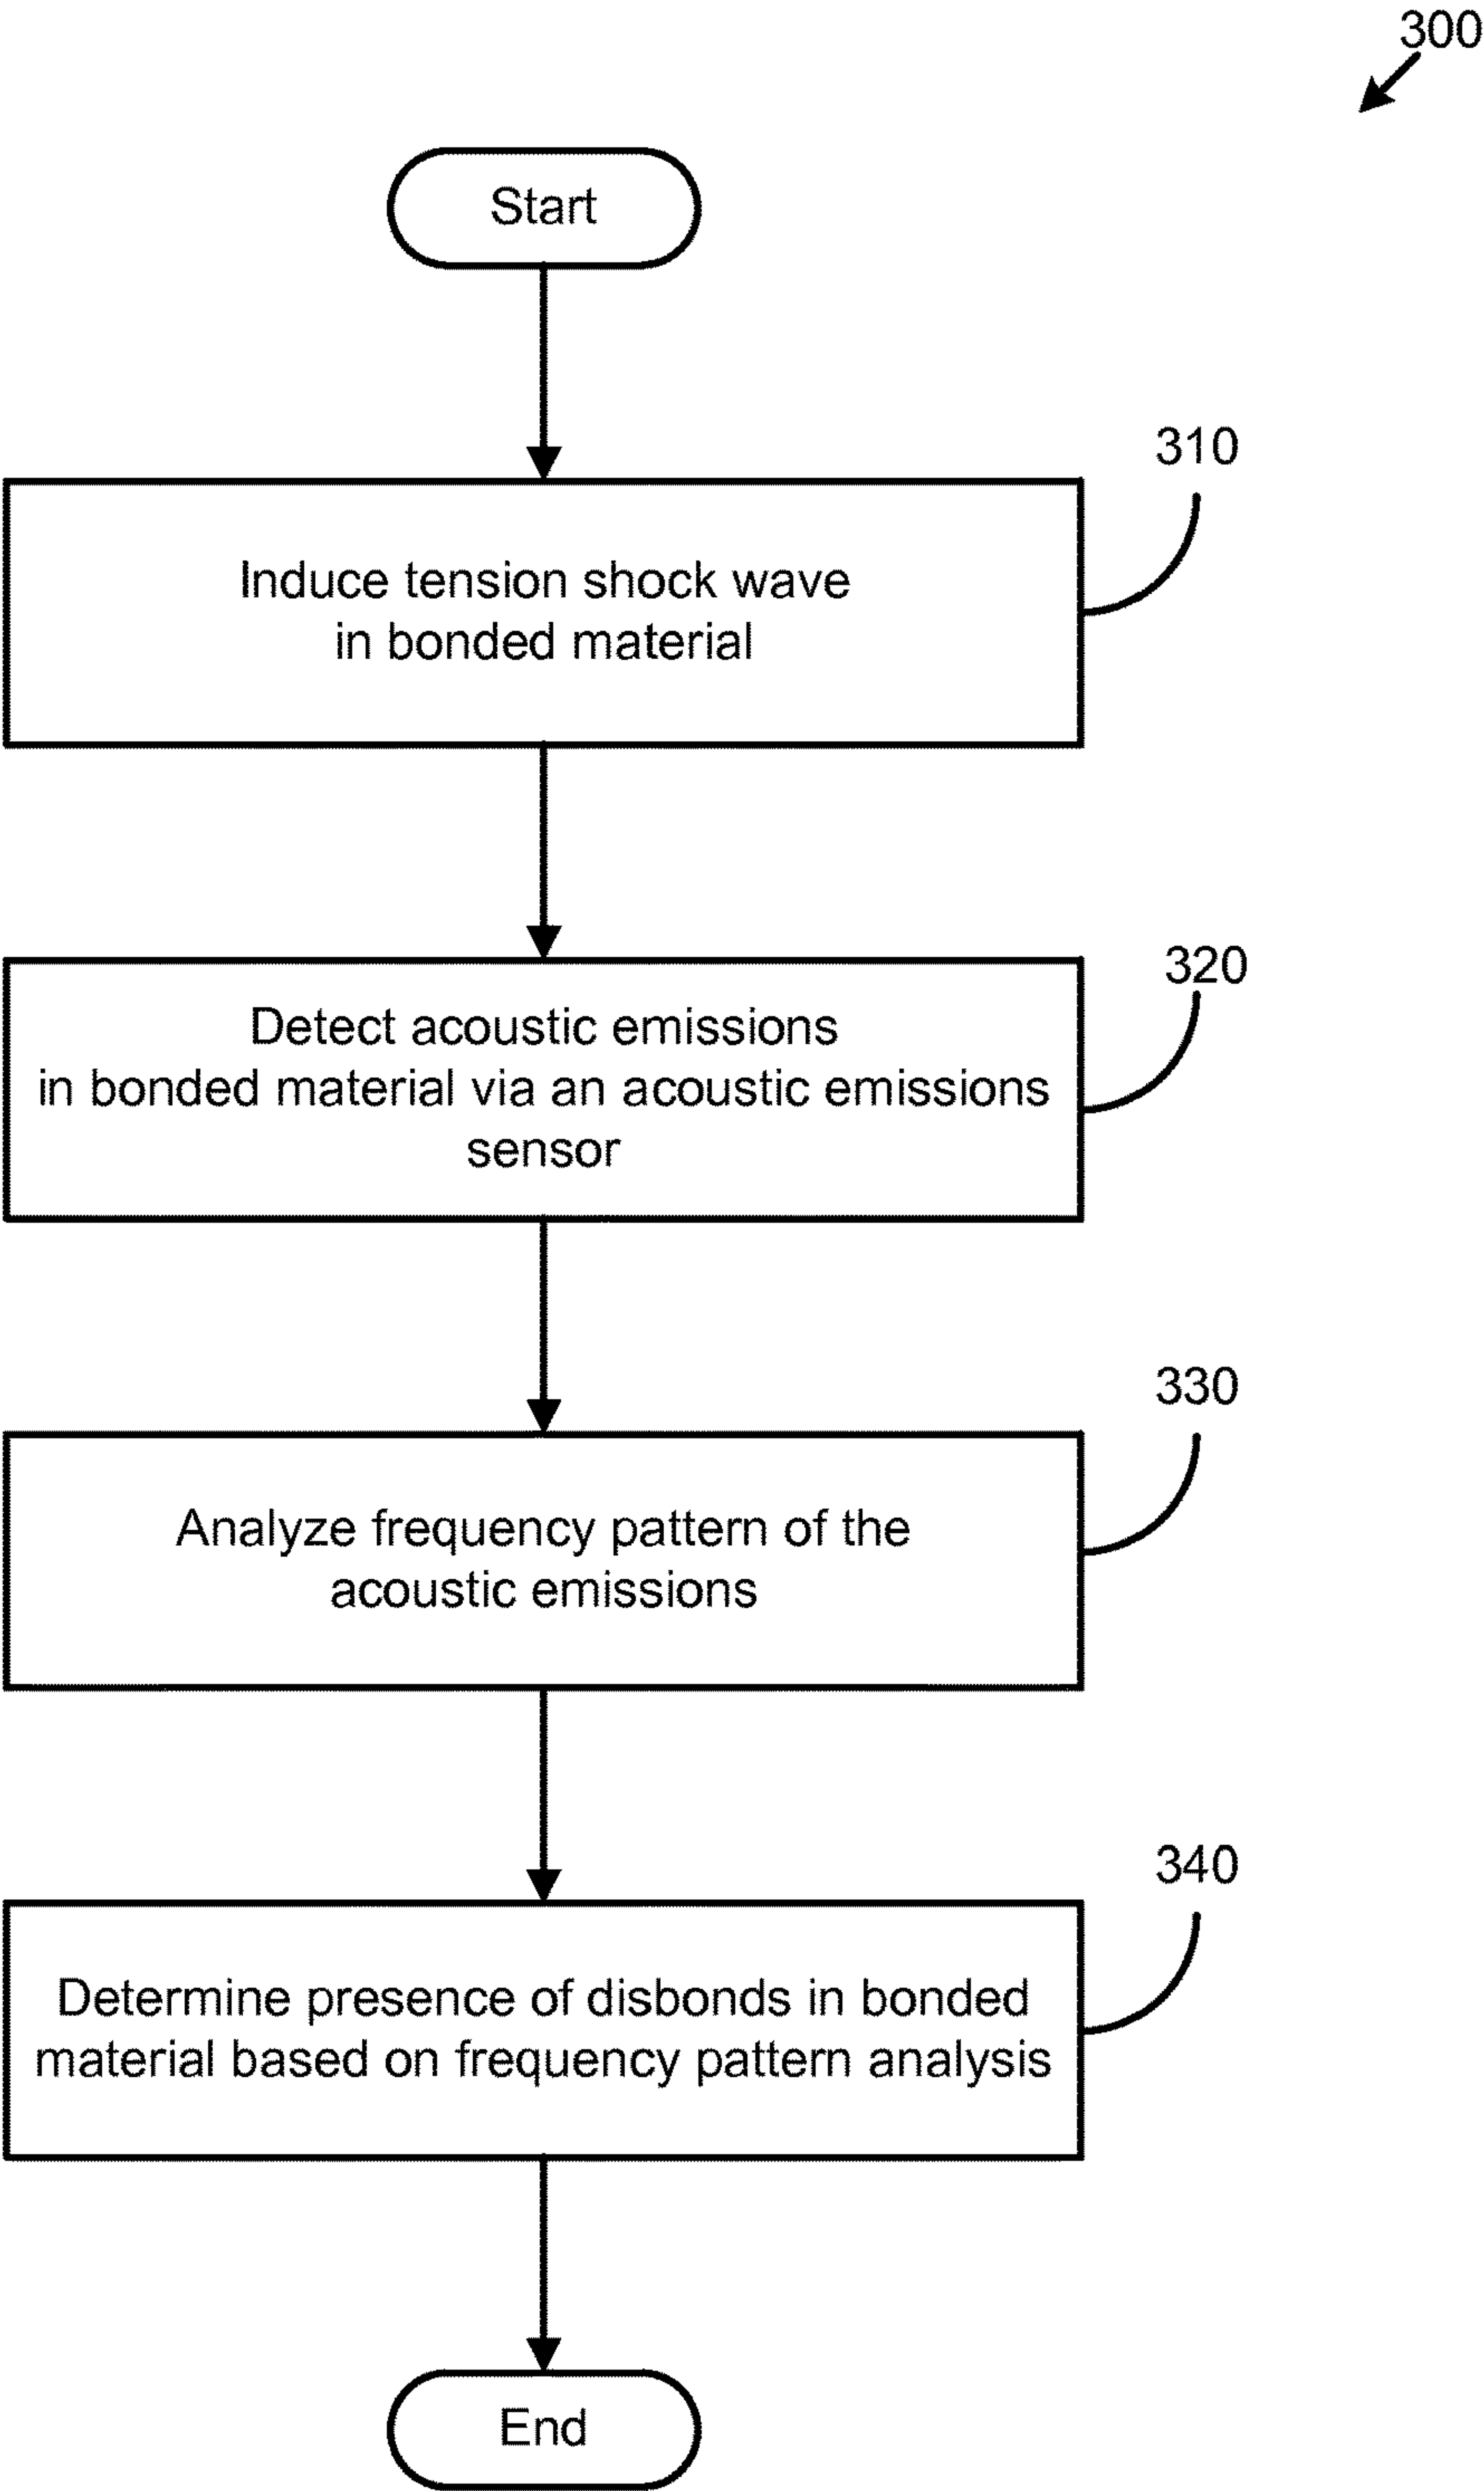 300
Start
310
Induce tension shock wave
in bonded material
320
Detect acoustic emissions
in bonded material via an acoustic emissions
sensor
330
Analyze frequency pattern of the
acoustic emissions
340
Determine presence of disbonds in bonded
material based on frequency pattern analysis
End